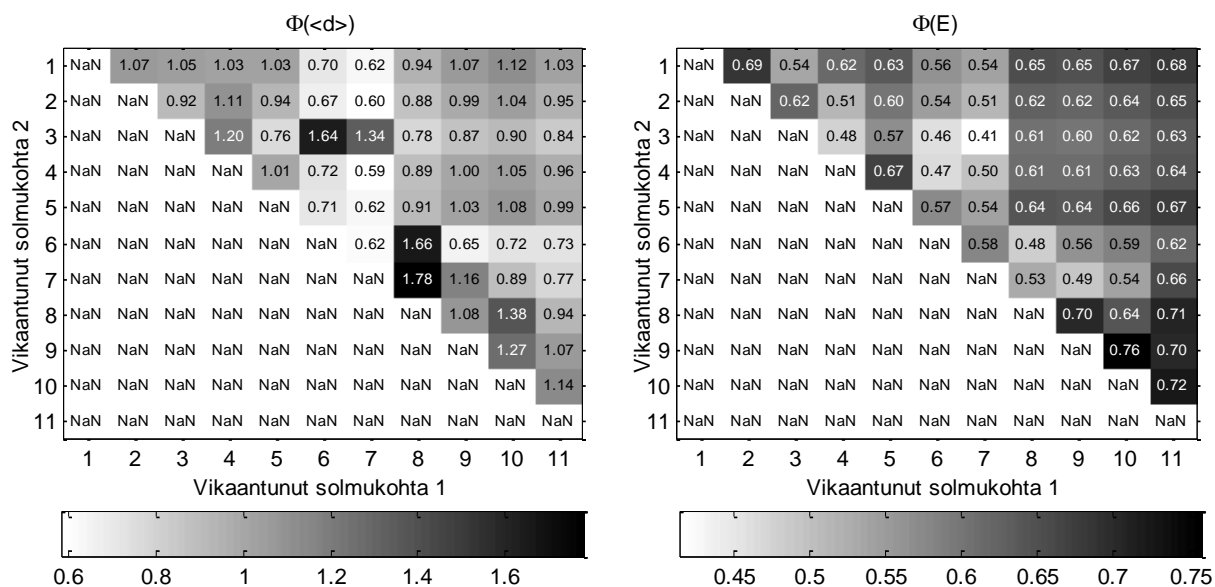 Φ(<d>)
1 NaN 1.07 1.05 1.03 1.03 0.70 0.62 0.94 1.07 1.12 1.03
2 NaN NaN 0.92 1.11 0.94 0.67 0.60 0.88 0.99 1.04 0.95
3 NaN NaN NaN 1.20 0.76 1.64 1.34 0.78 0.87 0.90 0.84
4 NaN NaN NaN NaN 1.01 0.72 0.59 0.89 1.00 1.05 0.96
5 NaN NaN NaN NaN NaN 0.71 0.62 0.91 1.03 1.08 0.99
6 NaN NaN NaN NaN NaN NaN 0.62 1.66 0.65 0.72 0.73
7 NaN NaN NaN NaN NaN NaN NaN 1.78 1.16 0.89 0.77
8 NaN NaN NaN NaN NaN NaN NaN NaN 1.08 1.38 0.94
9 NaN NaN NaN NaN NaN NaN NaN NaN NaN 1.27 1.07
10 NaN NaN NaN NaN NaN NaN NaN NaN NaN NaN 1.14
11 NaN NaN NaN NaN NaN NaN NaN NaN NaN NaN NaN
1 2 3 4 5 6 7 8 9 10 11
Vikaantunut solmukohta 2
Vikaantunut solmukohta 1
0.6 0.8 1 1.2 1.4 1.6
Φ(E)
1 NaN 0.69 0.54 0.62 0.63 0.56 0.54 0.65 0.65 0.67 0.68
2 NaN NaN 0.62 0.51 0.60 0.54 0.51 0.62 0.62 0.64 0.65
3 NaN NaN NaN 0.48 0.57 0.46 0.41 0.61 0.60 0.62 0.63
4 NaN NaN NaN NaN 0.67 0.47 0.50 0.61 0.61 0.63 0.64
5 NaN NaN NaN NaN NaN 0.57 0.54 0.64 0.64 0.66 0.67
6 NaN NaN NaN NaN NaN NaN 0.58 0.48 0.56 0.59 0.62
7 NaN NaN NaN NaN NaN NaN NaN 0.53 0.49 0.54 0.66
8 NaN NaN NaN NaN NaN NaN NaN NaN 0.70 0.64 0.71
9 NaN NaN NaN NaN NaN NaN NaN NaN NaN 0.76 0.70
10 NaN NaN NaN NaN NaN NaN NaN NaN NaN NaN 0.72
11 NaN NaN NaN NaN NaN NaN NaN NaN NaN NaN NaN
1 2 3 4 5 6 7 8 9 10 11
Vikaantunut solmukohta 2
Vikaantunut solmukohta 1
0.45 0.5 0.55 0.6 0.65 0.7 0.75